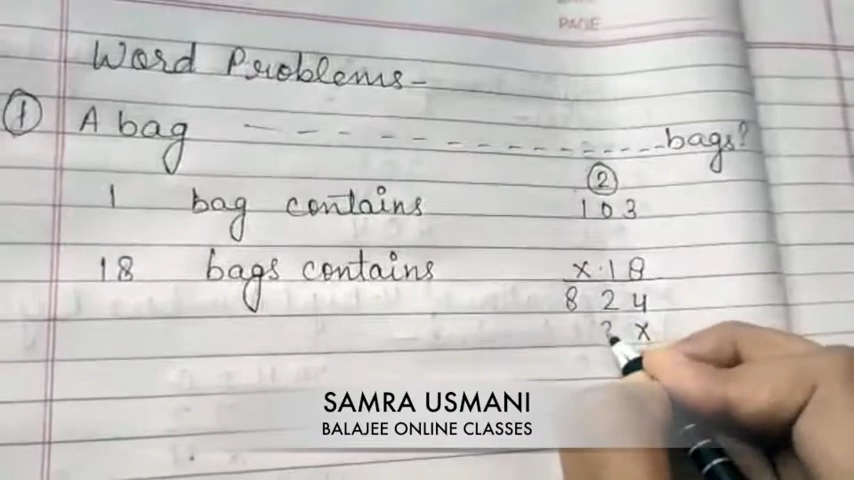 PAGE
Word Problems-
① A bag ---------------bags?
②
1 bag contains 103
18 bags contains x 18
824
3 x
SAMRA USMANI
BALAJEE ONLINE CLASSES